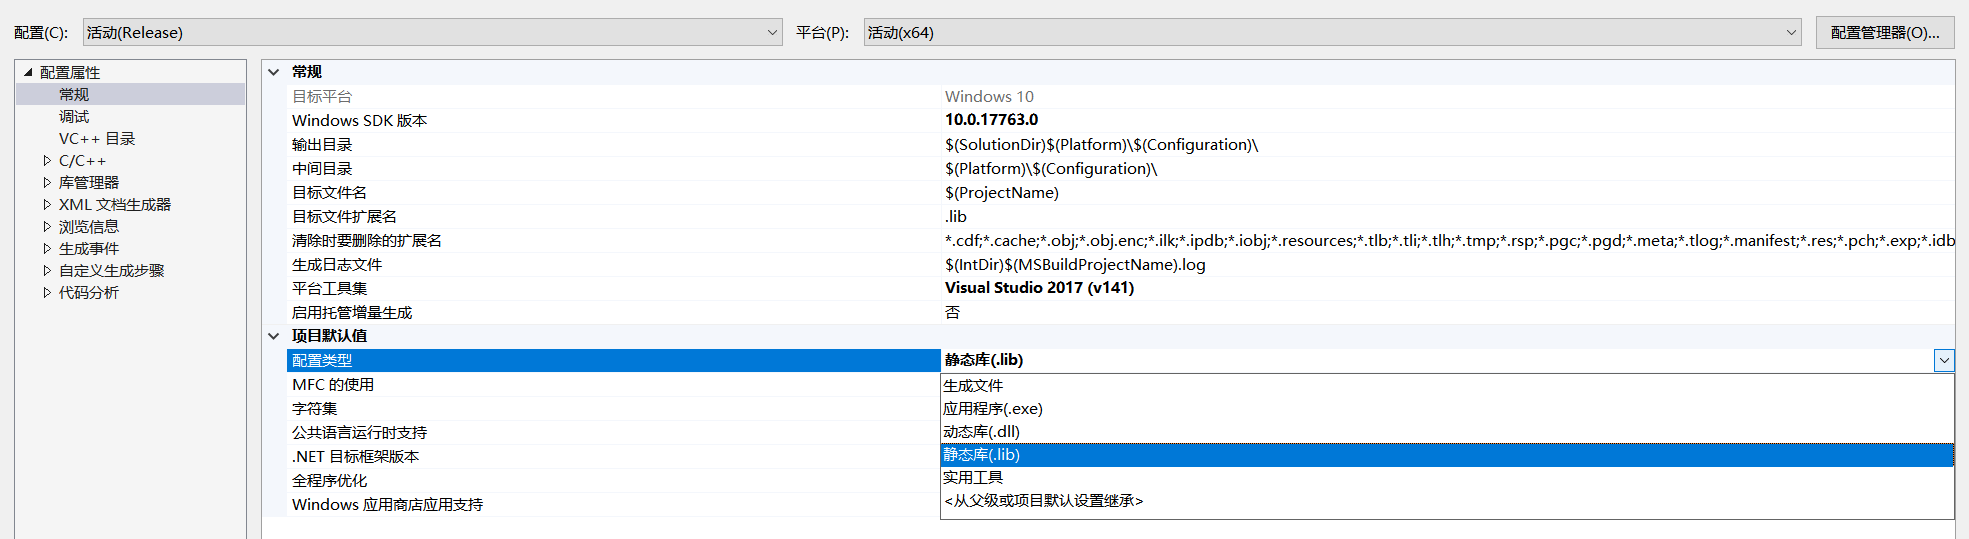 配置(C): 活动(Release) 平台(P): 活动(x64) 配置管理器(O)...
配置属性
常规
调试
VC++ 目录
C/C++
库管理器
XML 文档生成器
浏览信息
生成事件
自定义生成步骤
代码分析
常规
目标平台 Windows 10
Windows SDK 版本 10.0.17763.0
输出目录 $(SolutionDir)$(Platform)\$(Configuration)\
中间目录 $(Platform)\$(Configuration)\
目标文件名 $(ProjectName)
目标文件扩展名 .lib
清除时要删除的扩展名 *.cdf;*.cache;*.obj;*.obj.enc;*.ilk;*.ipdb;*.iobj;*.resources;*.tlb;*.tli;*.tlh;*.tmp;*.rsp;*.pgc;*.pgd;*.meta;*.tlog;*.manifest;*.res;*.pch;*.exp;*.idb
生成日志文件 $(IntDir)$(MSBuildProjectName).log
平台工具集 Visual Studio 2017 (v141)
启用托管增量生成 否
项目默认值
配置类型 静态库(.lib)
MFC 的使用
字符集
公共语言运行时支持
.NET 目标框架版本
全程序优化
Windows 应用商店应用支持
生成文件
应用程序(.exe)
动态库(.dll)
静态库(.lib)
实用工具
<从父级或项目默认设置继承>